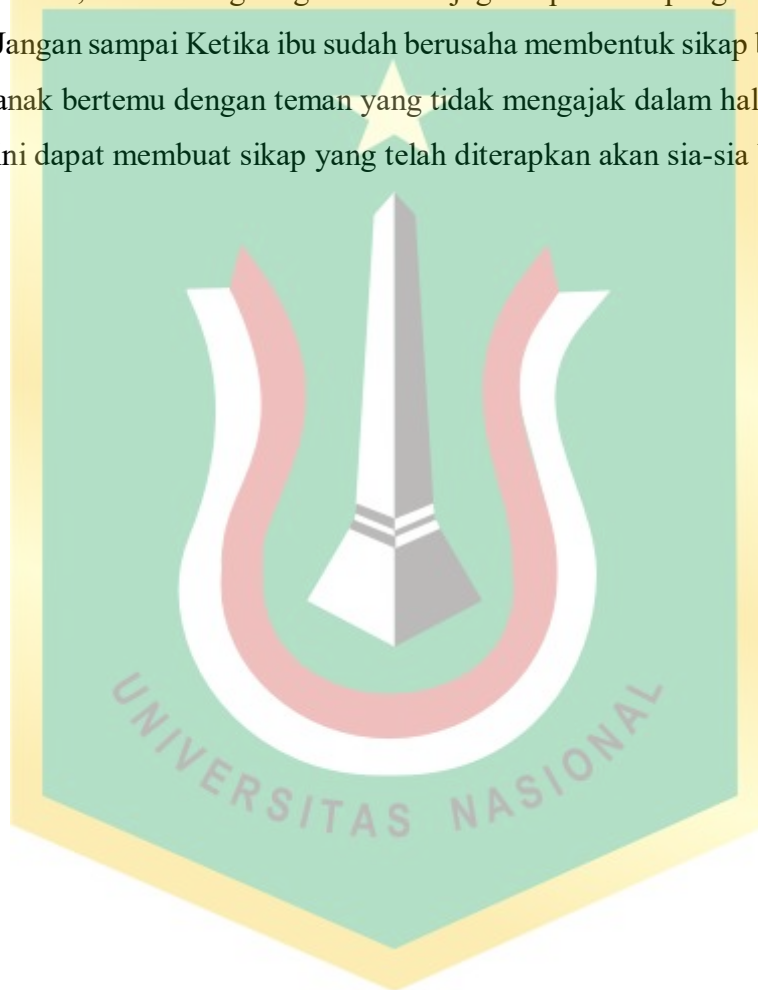 Jangan sampai Ketika ibu sudah berusaha membentuk sikap
anak bertemu dengan teman yang tidak mengajak dalam hal
ini dapat membuat sikap yang telah diterapkan akan sia-sia
UNIVERSITAS NASIONAL